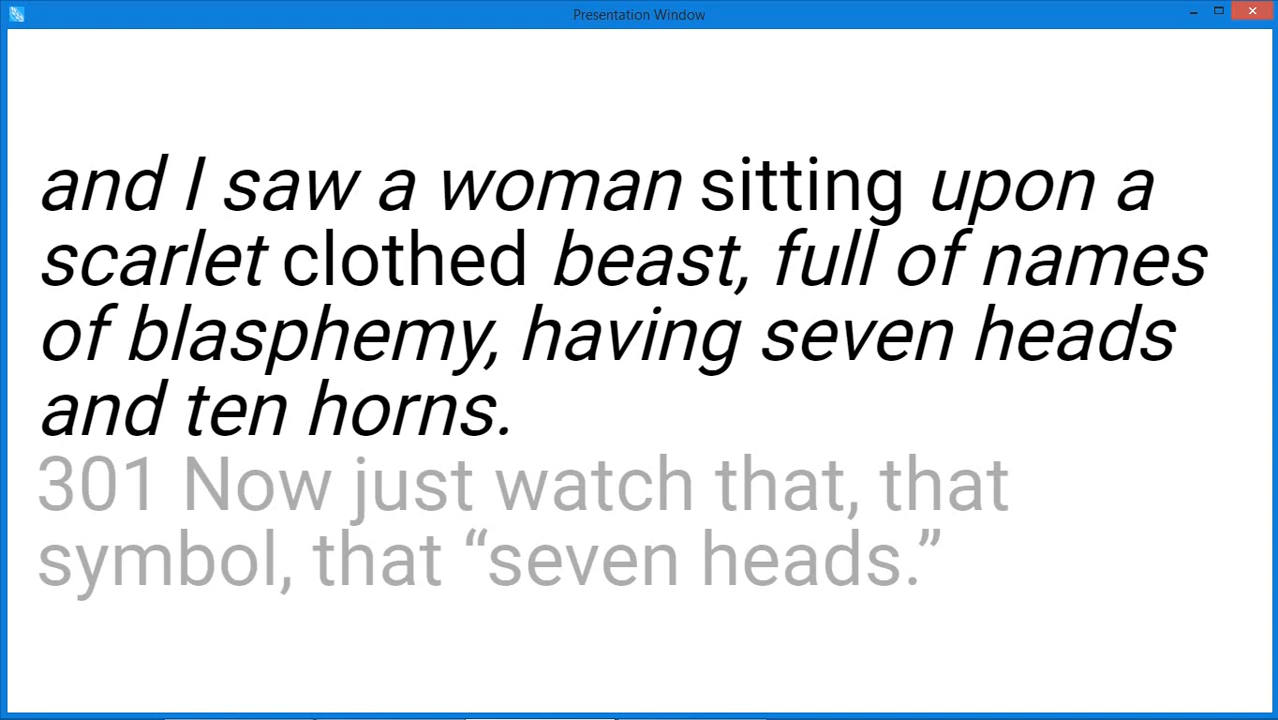 Presentation Window
and I saw a woman sitting upon a
scarlet clothed beast, full of names
of blasphemy, having seven heads
and ten horns.
301 Now just watch that, that
symbol, that “seven heads.”